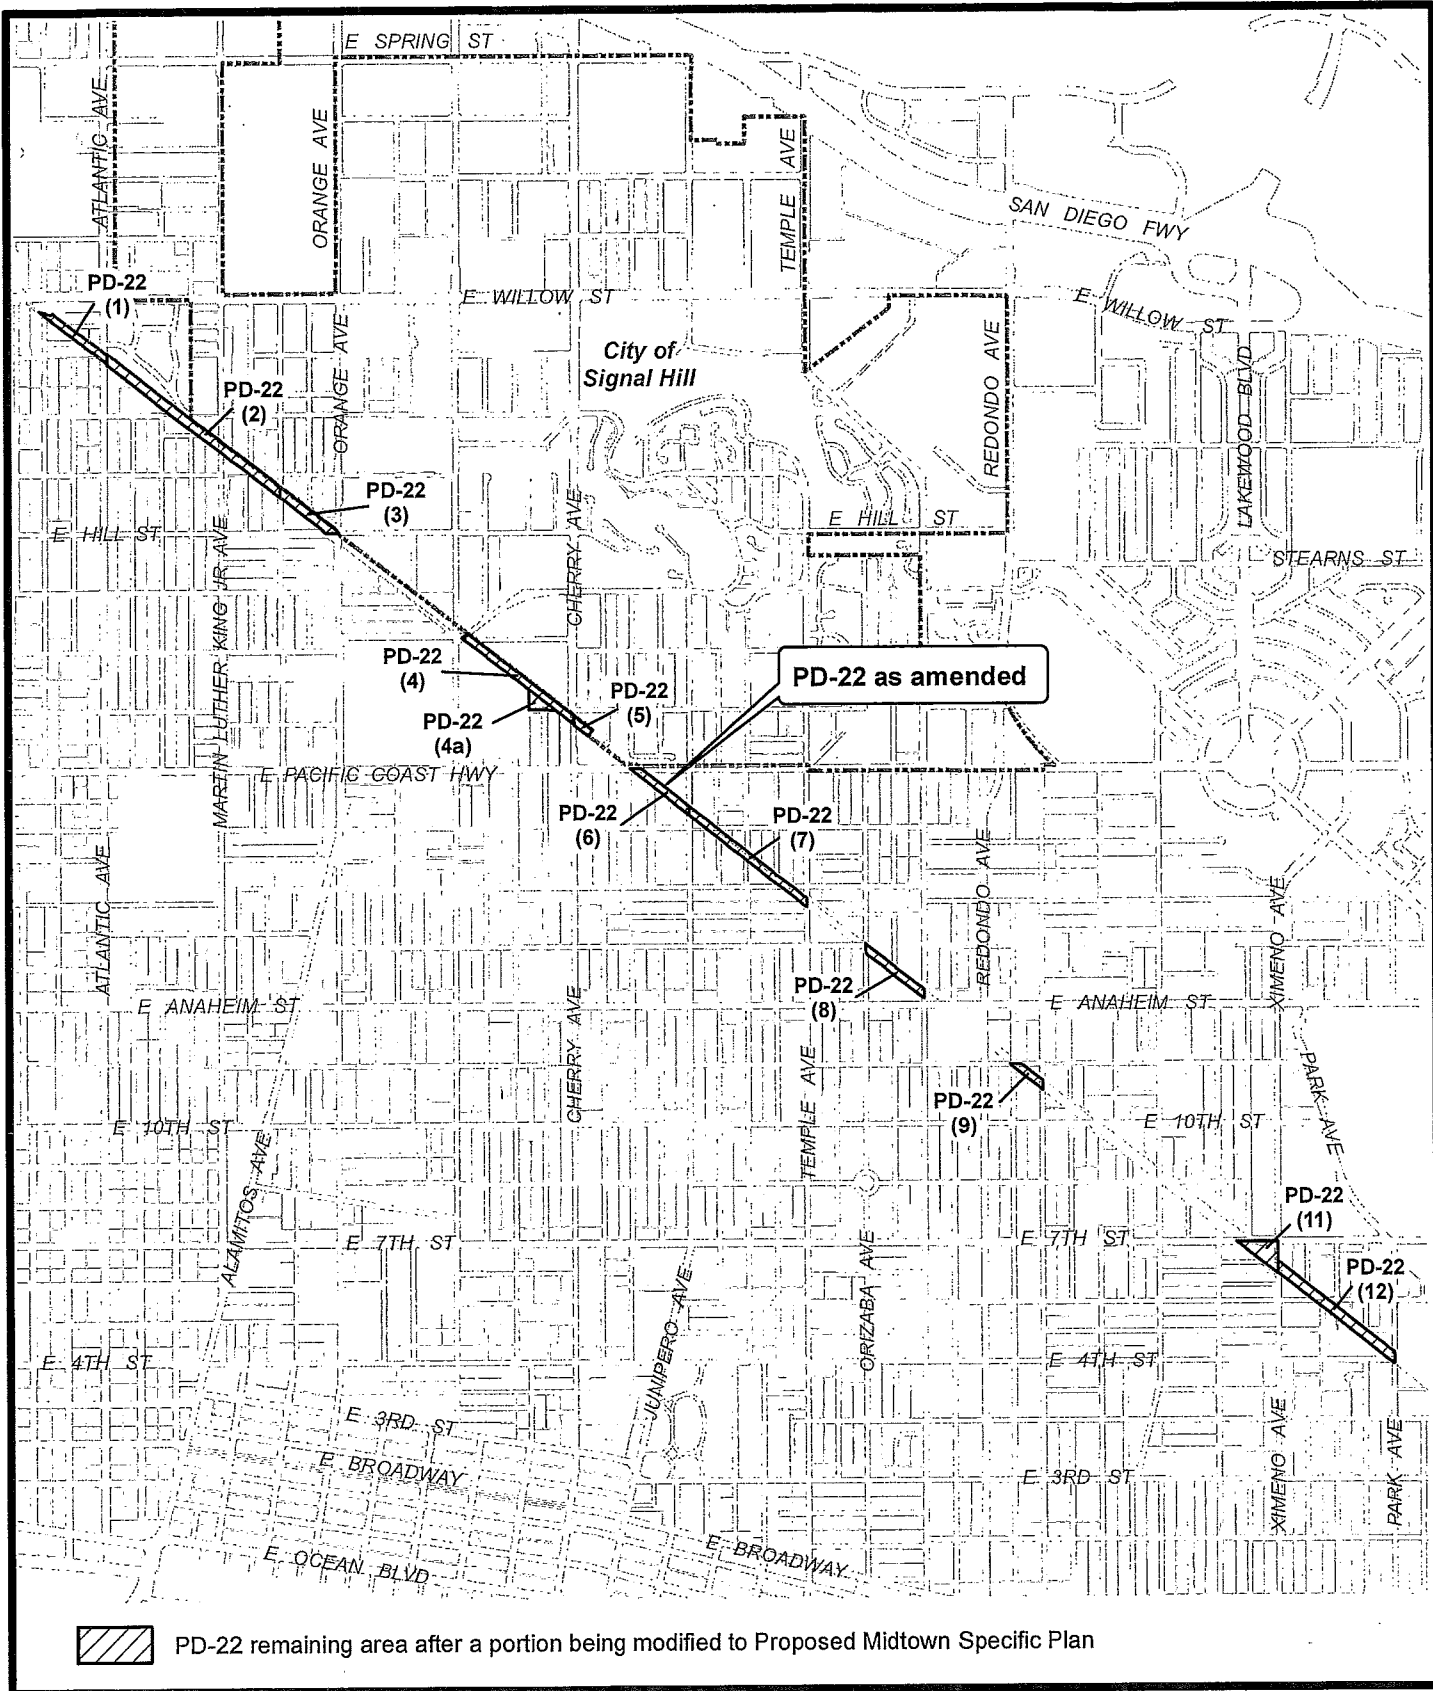 E SPRING ST
ATLANTIC AVE
ORANGE AVE
TEMPLE AVE
SAN DIEGO FWY
PD-22
(1)
E WILLOW ST
E WILLOW ST
ORANGE AVE
City of
Signal Hill
REDONDO AVE
LAKEWOOD BLVD
PD-22
(2)
PD-22
(3)
E HILL ST
MARTIN LUTHER KING JR AVE
CHERRY AVE
E HILL ST
STEARNS ST
PD-22
(4)
PD-22 as amended
PD-22
(5)
PD-22
(4a)
E PACIFIC COAST HWY
PD-22
(6)
PD-22
(7)
ATLANTIC AVE
REDONDO AVE
XIMENO AVE
PD-22
(8)
E ANAHEIM ST
E ANAHEIM ST
CHERRY AVE
TEMPLE AVE
PARK AVE
PD-22
(9)
E 10TH ST
E 10TH ST
ALAMITOS AVE
PD-22
(11)
E 7TH ST
E 7TH ST
ORIZABA AVE
PD-22
(12)
JUNIPERO AVE
E 4TH ST
E 4TH ST
E 3RD ST
E BROADWAY
E 3RD ST
XIMENO AVE
PARK AVE
E OCEAN BLVD
E BROADWAY
PD-22 remaining area after a portion being modified to Proposed Midtown Specific Plan